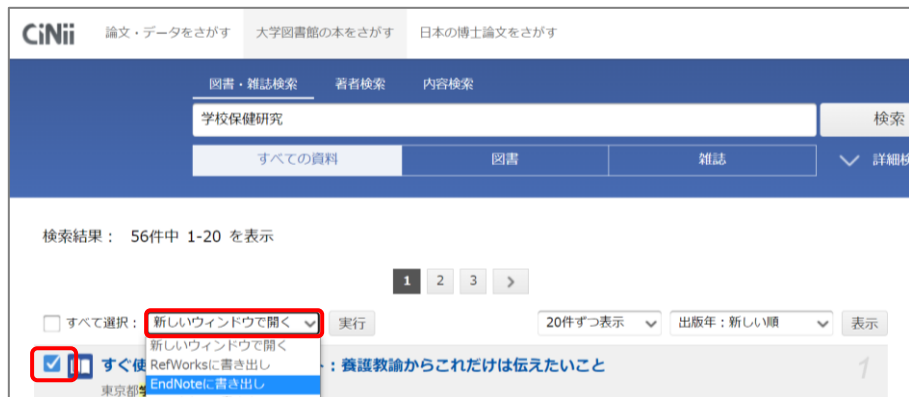 CiNii 論文・データをさがす 大学図書館の本をさがす 日本の博士論文をさがす
図書・雑誌検索 著者検索 内容検索
学校保健研究 検索
すべての資料 図書 雑誌 詳細検
検索結果： 56件中 1-20 を表示
1 2 3 >
すべて選択： 新しいウィンドウで開く 実行 20件ずつ表示 出版年：新しい順 表示
新しいウィンドウで開く
すぐ使 RefWorksに書き出し ト：養護教諭からこれだけは伝えたいこと 1
EndNoteに書き出し
東京都学